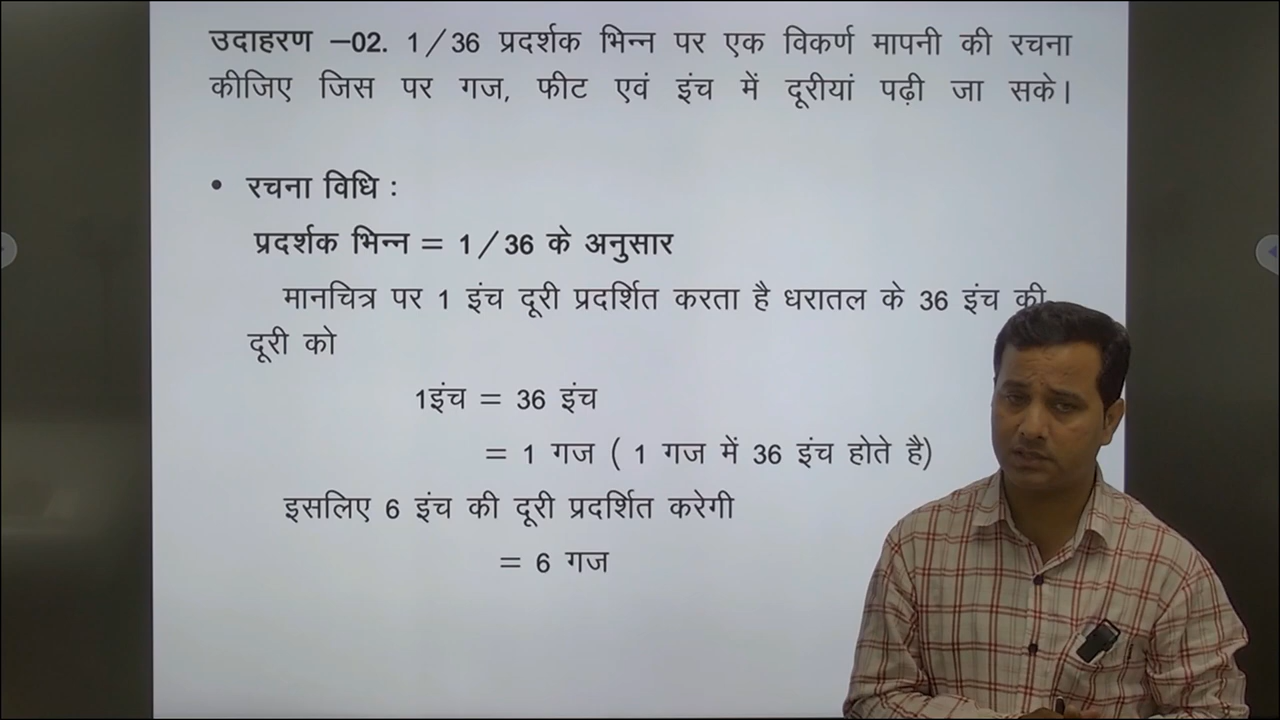 उदाहरण –02. 1/36 प्रदर्शक भिन्न पर एक विकर्ण मापनी की रचना
कीजिए जिस पर गज, फीट एवं इंच में दूरीयां पढ़ी जा सके।
• रचना विधि :
प्रदर्शक भिन्न = 1/36 के अनुसार
मानचित्र पर 1 इंच दूरी प्रदर्शित करता है धरातल के 36 इंच की
दूरी को
1इंच = 36 इंच
= 1 गज ( 1 गज में 36 इंच होते है)
इसलिए 6 इंच की दूरी प्रदर्शित करेगी
= 6 गज